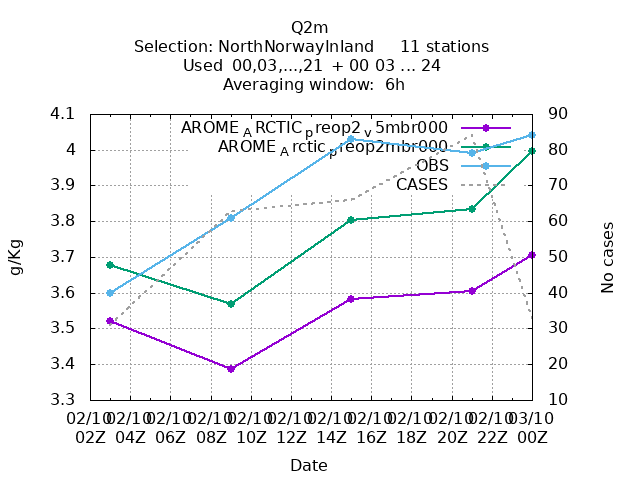 Q2m
Selection: NorthNorwayInland 11 stations
Used 00,03,...,21 + 00 03 ... 24
Averaging window: 6h
4.1
4
3.9
3.8
3.7
3.6
3.5
3.4
3.3
g/Kg
AROME_ARCTIC_preop2_v5mbr000
AROME_Arctic_preop2mbr000
OBS
CASES
90
80
70
60
50
40
30
20
10
No cases
02/10 02/10 02/10 02/10 02/10 02/10 02/10 02/10 02/10 02/10 02/10 03/10
02Z 04Z 06Z 08Z 10Z 12Z 14Z 16Z 18Z 20Z 22Z 00Z
Date